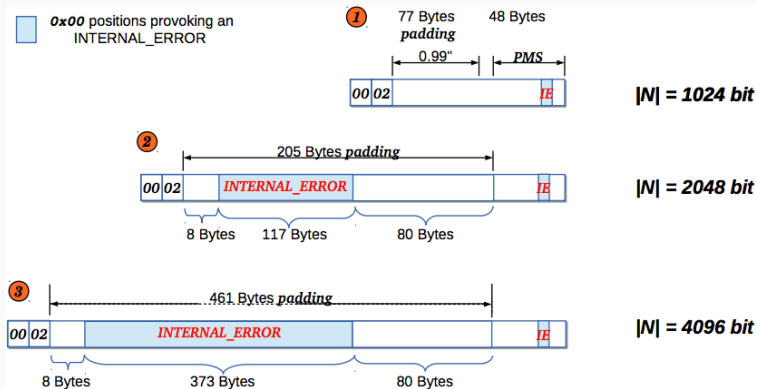 0x00 positions provoking an
INTERNAL_ERROR
1
77 Bytes
padding
48 Bytes
0.99"
PMS
00 02
IE
|N| = 1024 bit
2
205 Bytes padding
00 02
INTERNAL_ERROR
IE
|N| = 2048 bit
8 Bytes
117 Bytes
80 Bytes
3
461 Bytes padding
00 02
INTERNAL_ERROR
IE
|N| = 4096 bit
8 Bytes
373 Bytes
80 Bytes